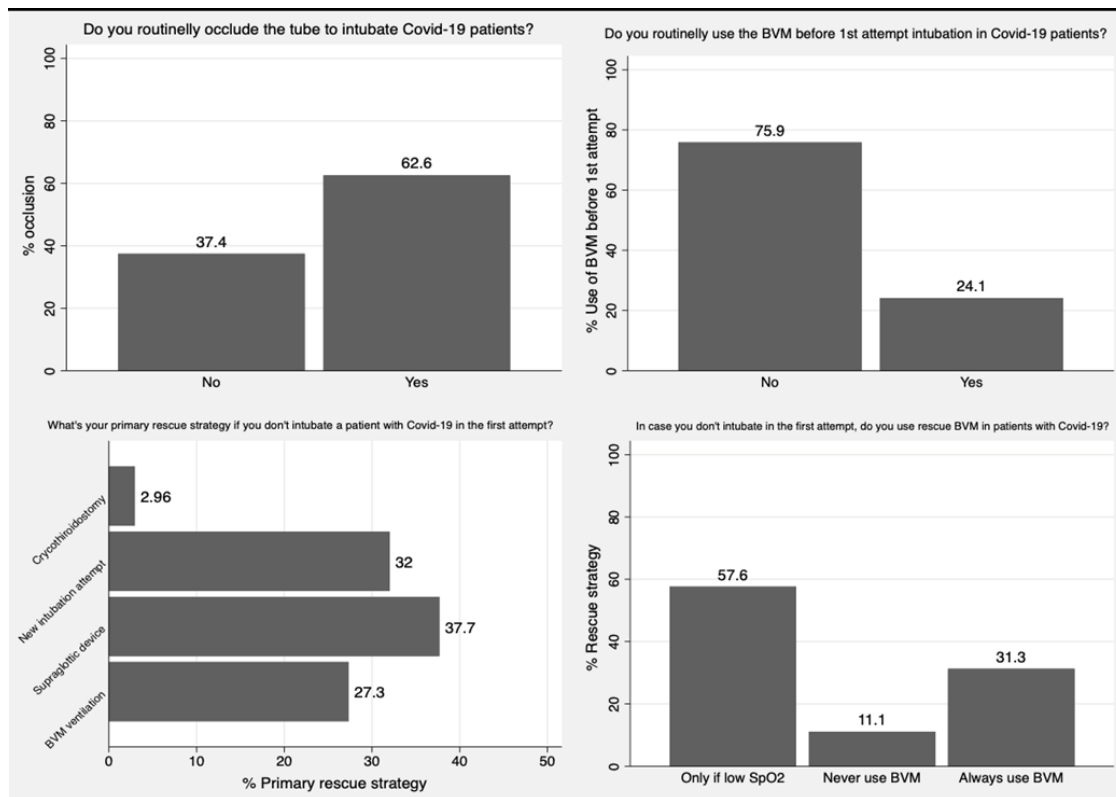 Do you routinelly occlude the tube to intubate Covid-19 patients?
% occlusion
100
80
60
40
20
0
37.4
62.6
No
Yes
Do you routinelly use the BVM before 1st attempt intubation in Covid-19 patients?
% Use of BVM before 1st attempt
100
80
60
40
20
0
75.9
24.1
No
Yes
What's your primary rescue strategy if you don't intubate a patient with Covid-19 in the first attempt?
Crycothiroidostomy
2.96
New intubation attempt
32
Supraglottic device
37.7
BVM ventilation
27.3
0 10 20 30 40 50
% Primary rescue strategy
In case you don't intubate in the first attempt, do you use rescue BVM in patients with Covid-19?
% Rescue strategy
100
80
60
40
20
0
57.6
11.1
31.3
Only if low SpO2
Never use BVM
Always use BVM